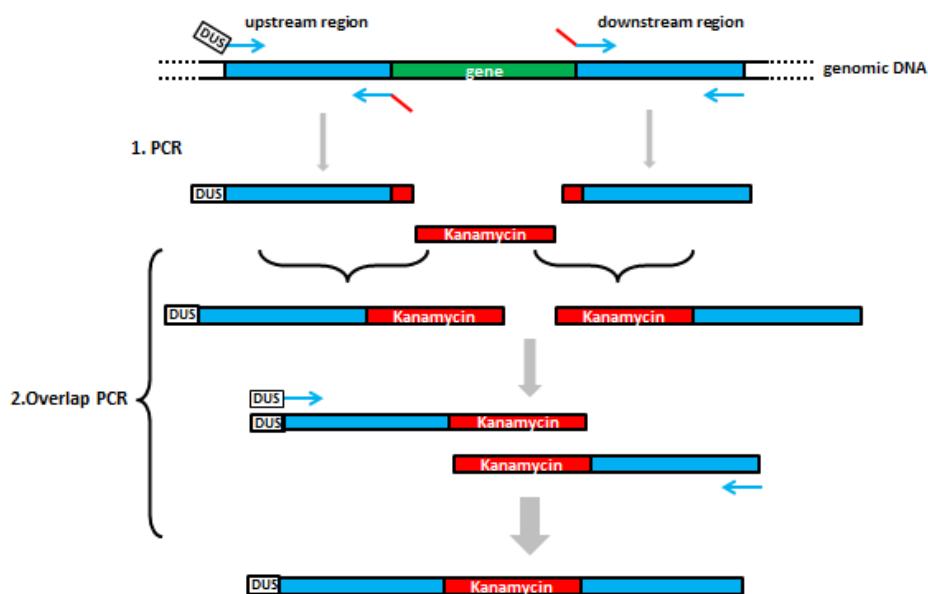 upstream region
downstream region
DUS
gene
genomic DNA
1. PCR
DUS
Kanamycin
DUS
Kanamycin
Kanamycin
2.Overlap PCR
DUS
DUS
Kanamycin
Kanamycin
DUS
Kanamycin